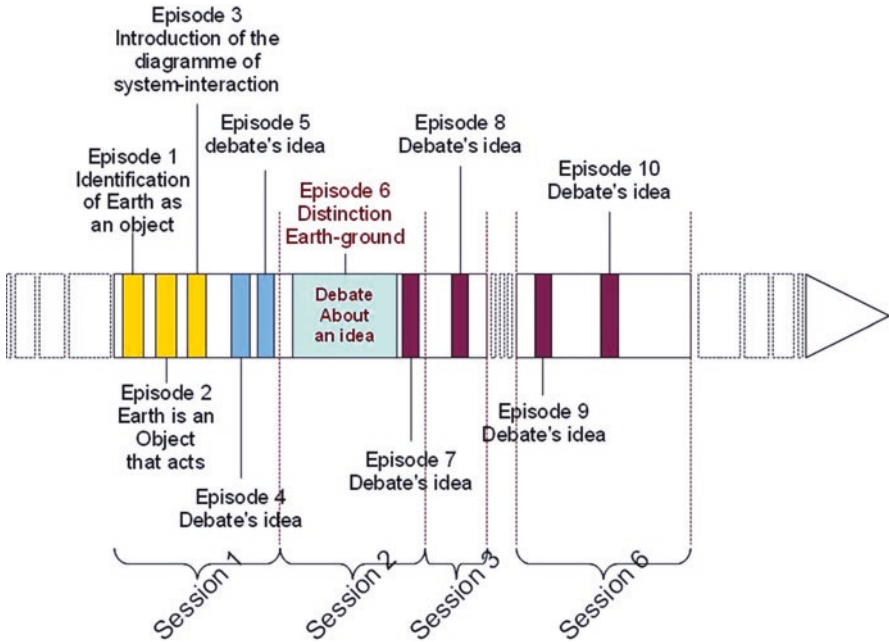 Episode 3
Introduction of the
diagramme of
system-interaction
Episode 5
debate's idea
Episode 8
Debate's idea
Episode 1
Identification
of Earth as
an object
Episode 6
Distinction
Earth-ground
Episode 10
Debate's idea
Debate
About
an idea
Episode 2
Earth is an
Object
that acts
Episode 4
Debate's idea
Episode 7
Debate's idea
Episode 9
Debate's idea
Session 1
Session 2
Session 3
Session 6